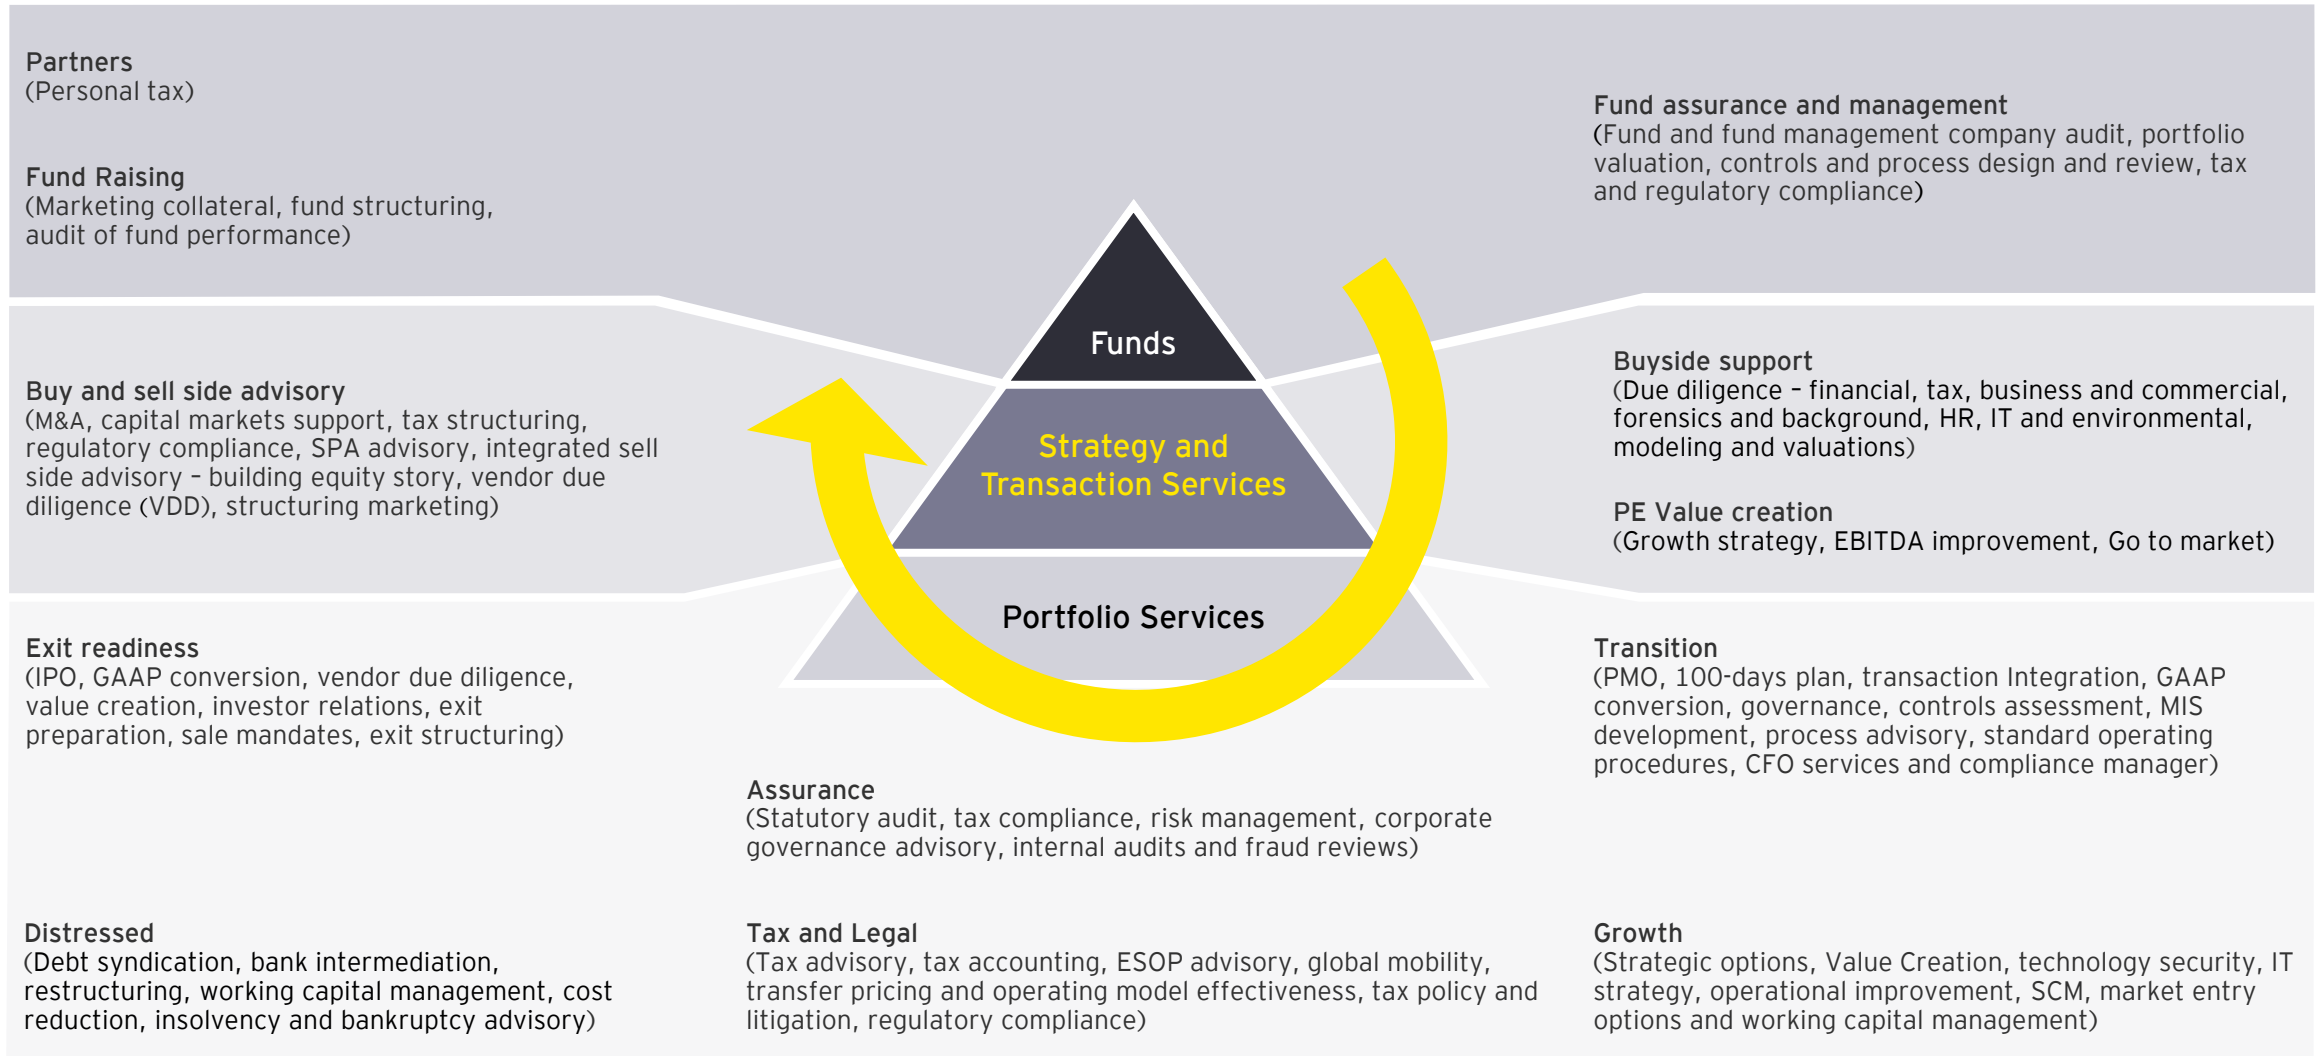 Partners
(Personal tax)
Fund Raising
(Marketing collateral, fund structuring,
audit of fund performance)
Fund assurance and management
(Fund and fund management company audit, portfolio
valuation, controls and process design and review, tax
and regulatory compliance)
Funds
Buy and sell side advisory
(M&A, capital markets support, tax structuring,
regulatory compliance, SPA advisory, integrated sell
side advisory – building equity story, vendor due
diligence (VDD), structuring marketing)
Strategy and
Transaction Services
Buyside support
(Due diligence – financial, tax, business and commercial,
forensics and background, HR, IT and environmental,
modeling and valuations)
PE Value creation
(Growth strategy, EBITDA improvement, Go to market)
Portfolio Services
Exit readiness
(IPO, GAAP conversion, vendor due diligence,
value creation, investor relations, exit
preparation, sale mandates, exit structuring)
Transition
(PMO, 100-days plan, transaction Integration, GAAP
conversion, governance, controls assessment, MIS
development, process advisory, standard operating
procedures, CFO services and compliance manager)
Assurance
(Statutory audit, tax compliance, risk management, corporate
governance advisory, internal audits and fraud reviews)
Distressed
(Debt syndication, bank intermediation,
restructuring, working capital management, cost
reduction, insolvency and bankruptcy advisory)
Tax and Legal
(Tax advisory, tax accounting, ESOP advisory, global mobility,
transfer pricing and operating model effectiveness, tax policy and
litigation, regulatory compliance)
Growth
(Strategic options, Value Creation, technology security, IT
strategy, operational improvement, SCM, market entry
options and working capital management)